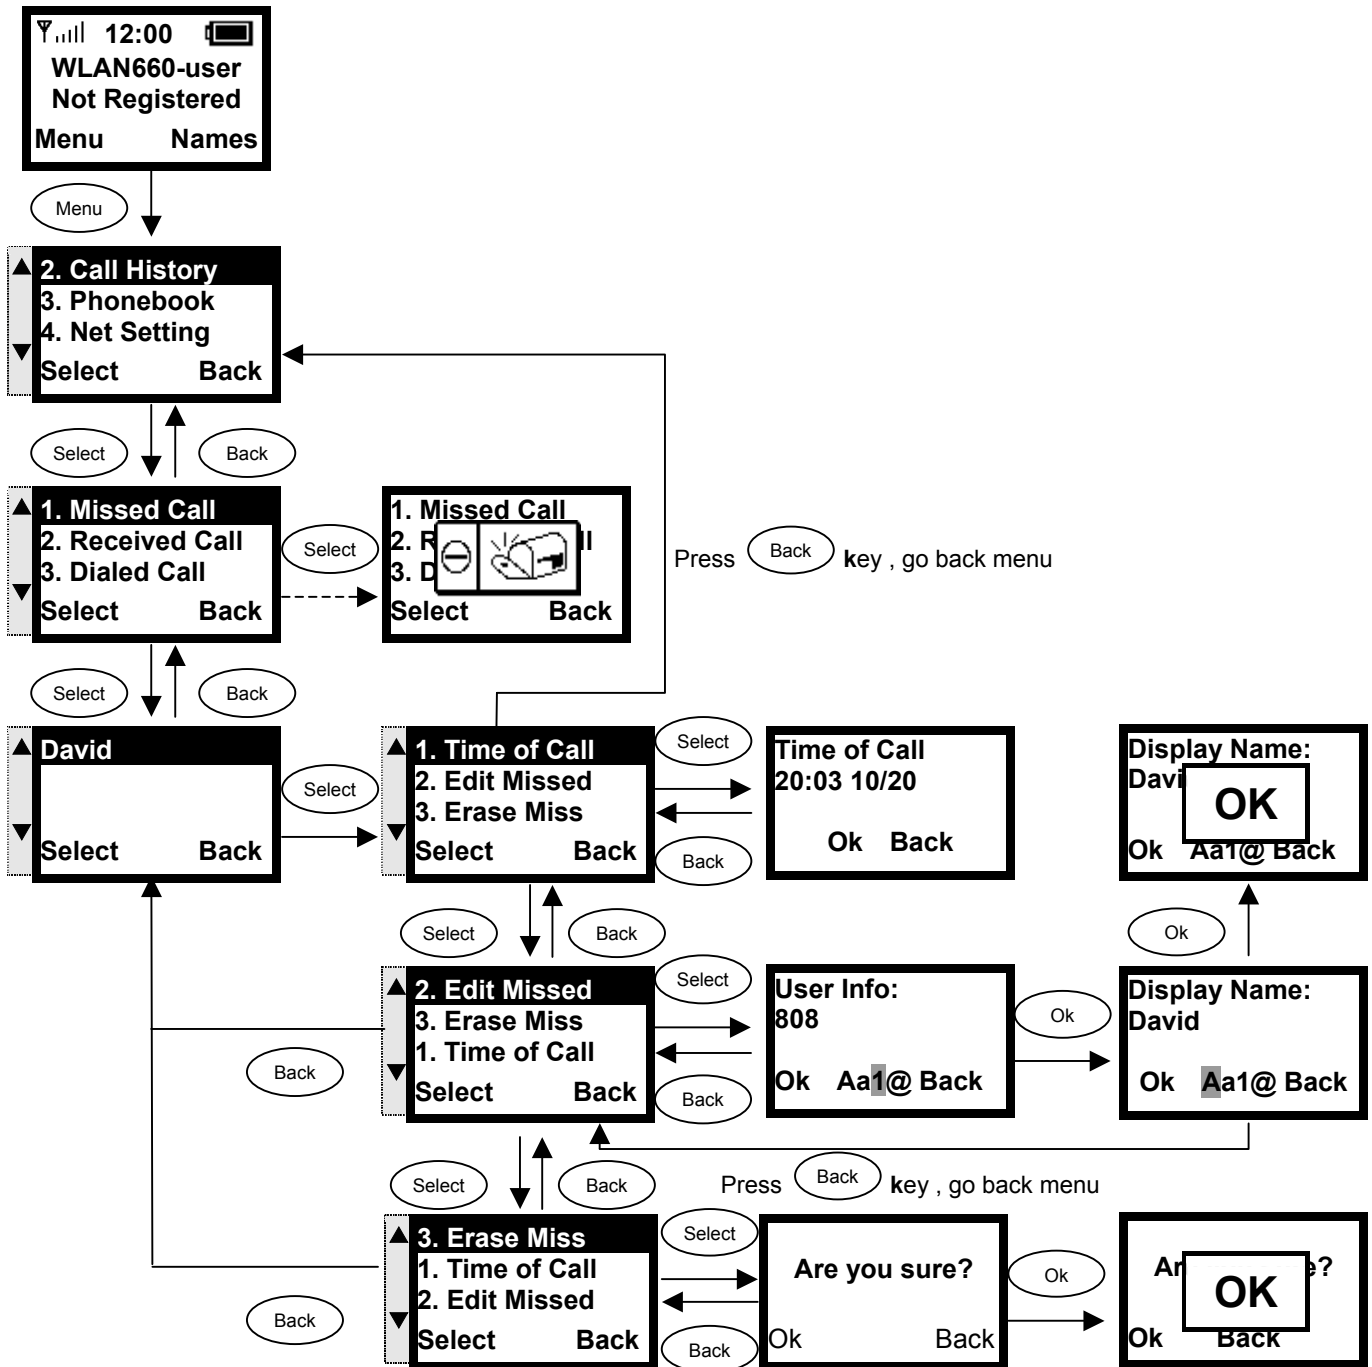 12:00
WLAN660-user
Not Registered
Menu Names
Menu
2. Call History
3. Phonebook
4. Net Setting
Select Back
Select
Back
1. Missed Call
2. Received Call
3. Dialed Call
Select Back
Select
1. Missed Call
2. R ll
3. D
Select Back
Press Back key , go back menu
Select
Back
David
Select Back
Select
1. Time of Call
2. Edit Missed
3. Erase Miss
Select Back
Select
Back
Time of Call
20:03 10/20
Ok Back
Display Name:
Davi
OK
Ok Aa1@ Back
Select
Back
Ok
2. Edit Missed
3. Erase Miss
1. Time of Call
Select Back
Back
Select
Back
User Info:
808
Ok Aa1@ Back
Ok
Display Name:
David
Ok Aa1@ Back
Select
Back
Press Back key , go back menu
3. Erase Miss
1. Time of Call
2. Edit Missed
Select Back
Back
Select
Back
Are you sure?
Ok Back
Ok
Ar e?
OK
Ok Back